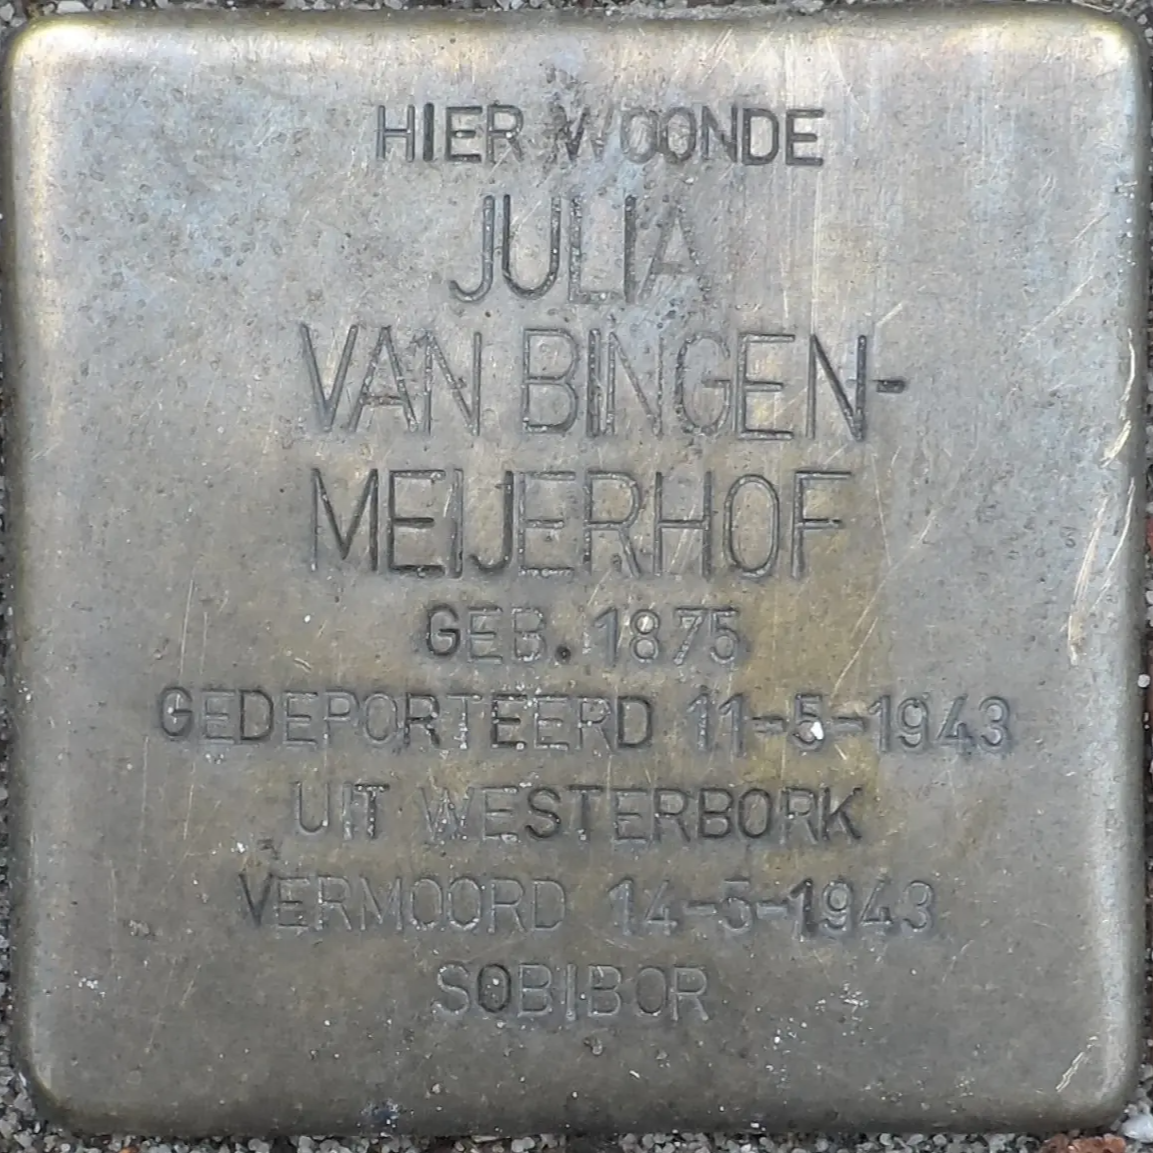 HIER WOONDE
JULIA
VAN BINGEN-
MEIJERHOF
GEB. 1875
GEDEPORTEERD 11-5-1943
UIT WESTERBORK
VERMOORD 14-5-1943
SOBIBOR